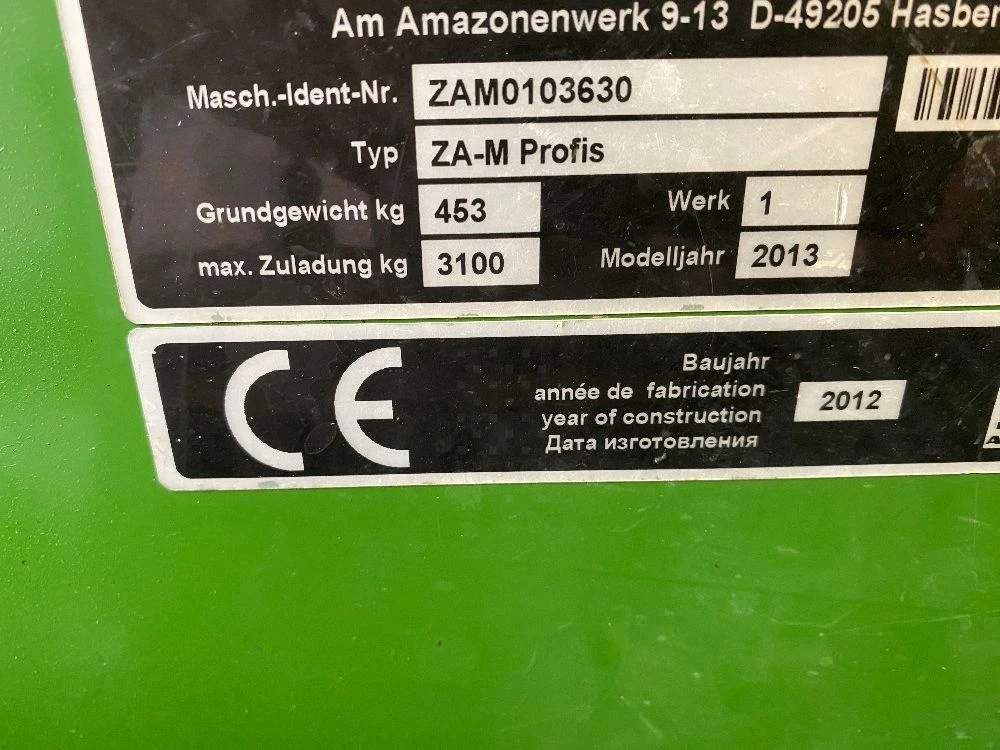 Am Amazonenwerk 9-13 D-49205 Hasber
Masch.-Ident-Nr. ZAM0103630
Typ ZA-M Profis
Grundgewicht kg 453 Werk 1
max. Zuladung kg 3100 Modelljahr 2013
CE
Baujahr
année de fabrication
year of construction 2012
Дата изготовления